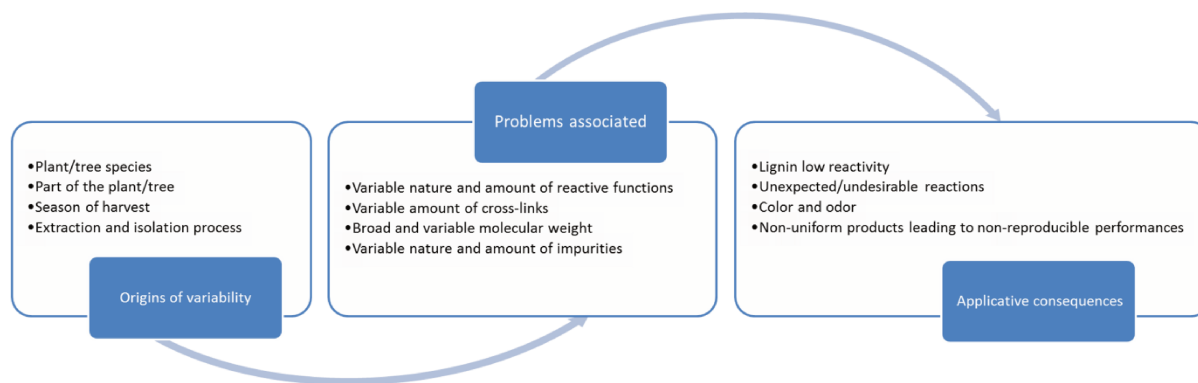 •Plant/tree species
•Part of the plant/tree
•Season of harvest
•Extraction and isolation process
Origins of variability
Problems associated
•Variable nature and amount of reactive functions
•Variable amount of cross-links
•Broad and variable molecular weight
•Variable nature and amount of impurities
•Lignin low reactivity
•Unexpected/undesirable reactions
•Color and odor
•Non-uniform products leading to non-reproducible performances
Applicative consequences